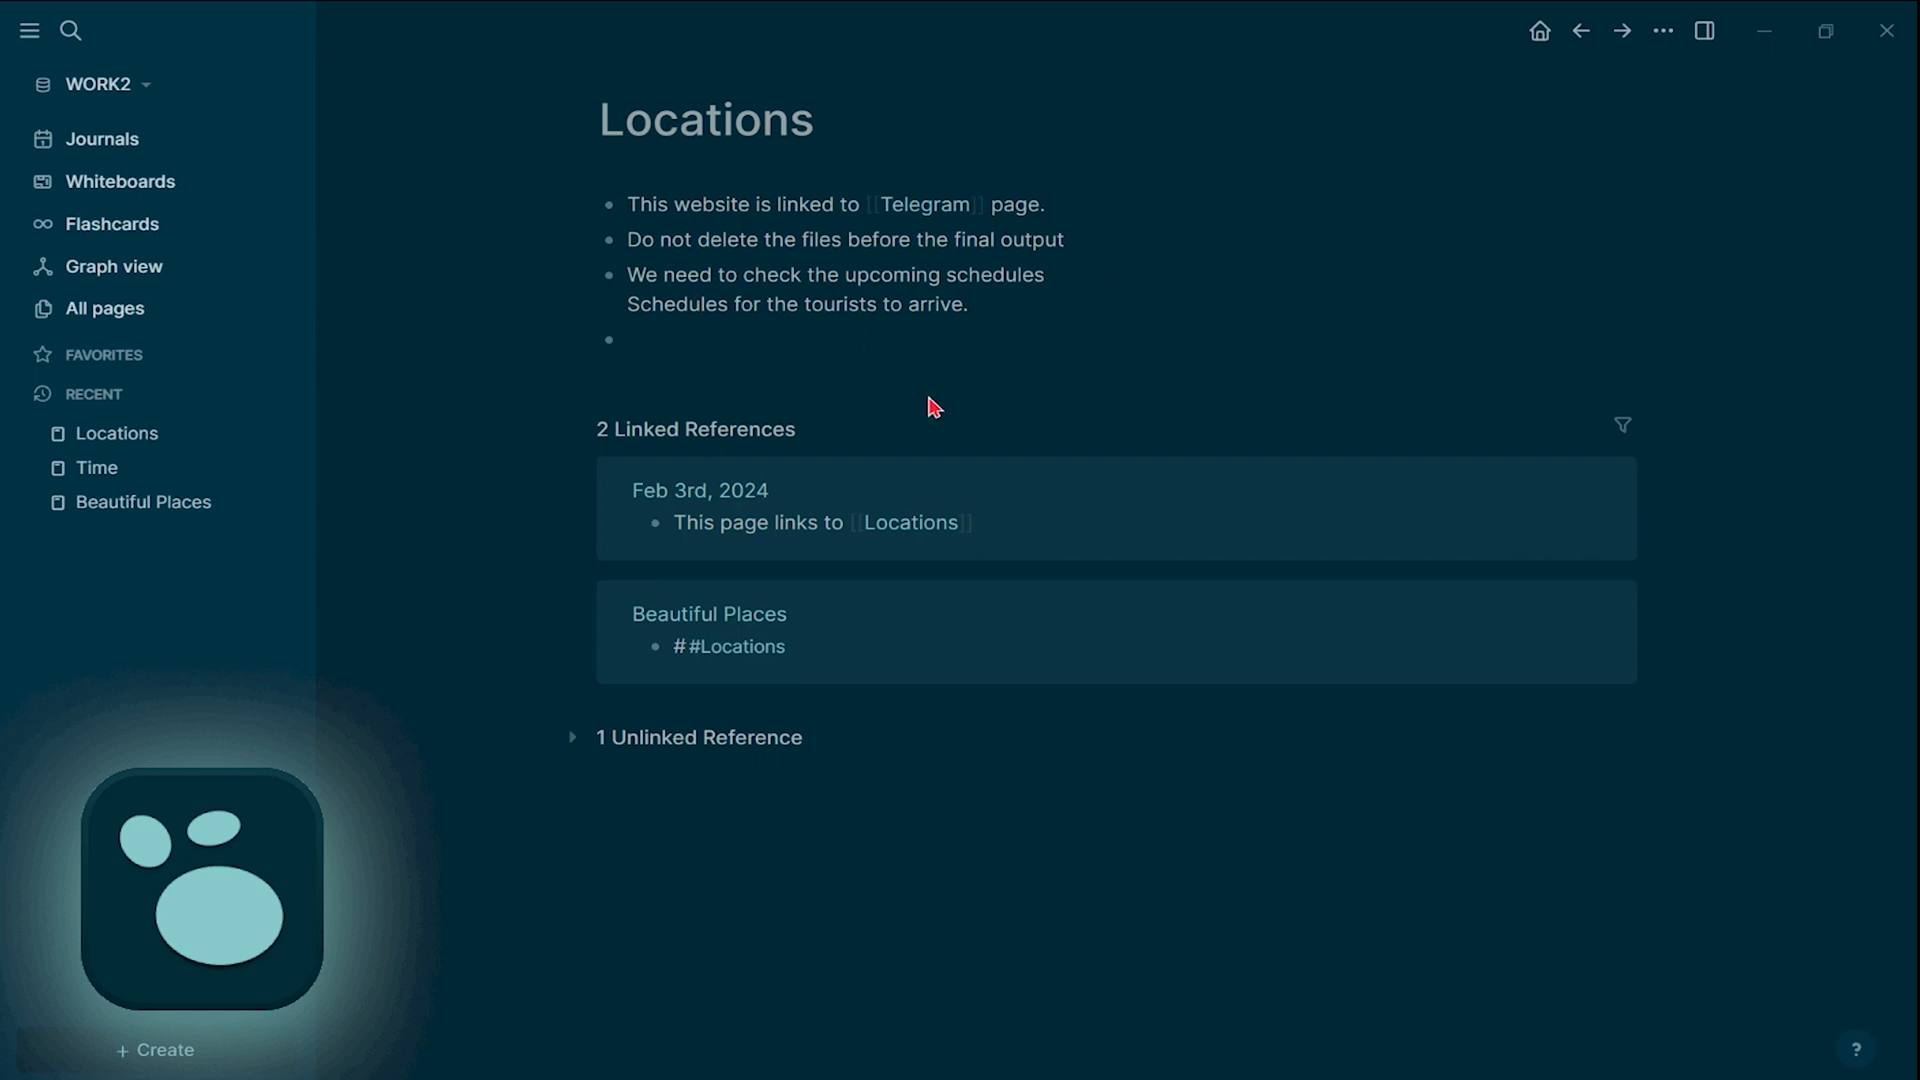 WORK2
Journals
Whiteboards
Flashcards
Graph view
All pages
FAVORITES
RECENT
Locations
Time
Beautiful Places
+ Create
Locations
This website is linked to [[Telegram]] page.
Do not delete the files before the final output
We need to check the upcoming schedules
Schedules for the tourists to arrive.
2 Linked References
Feb 3rd, 2024
This page links to [[Locations]]
Beautiful Places
# #Locations
1 Unlinked Reference
?